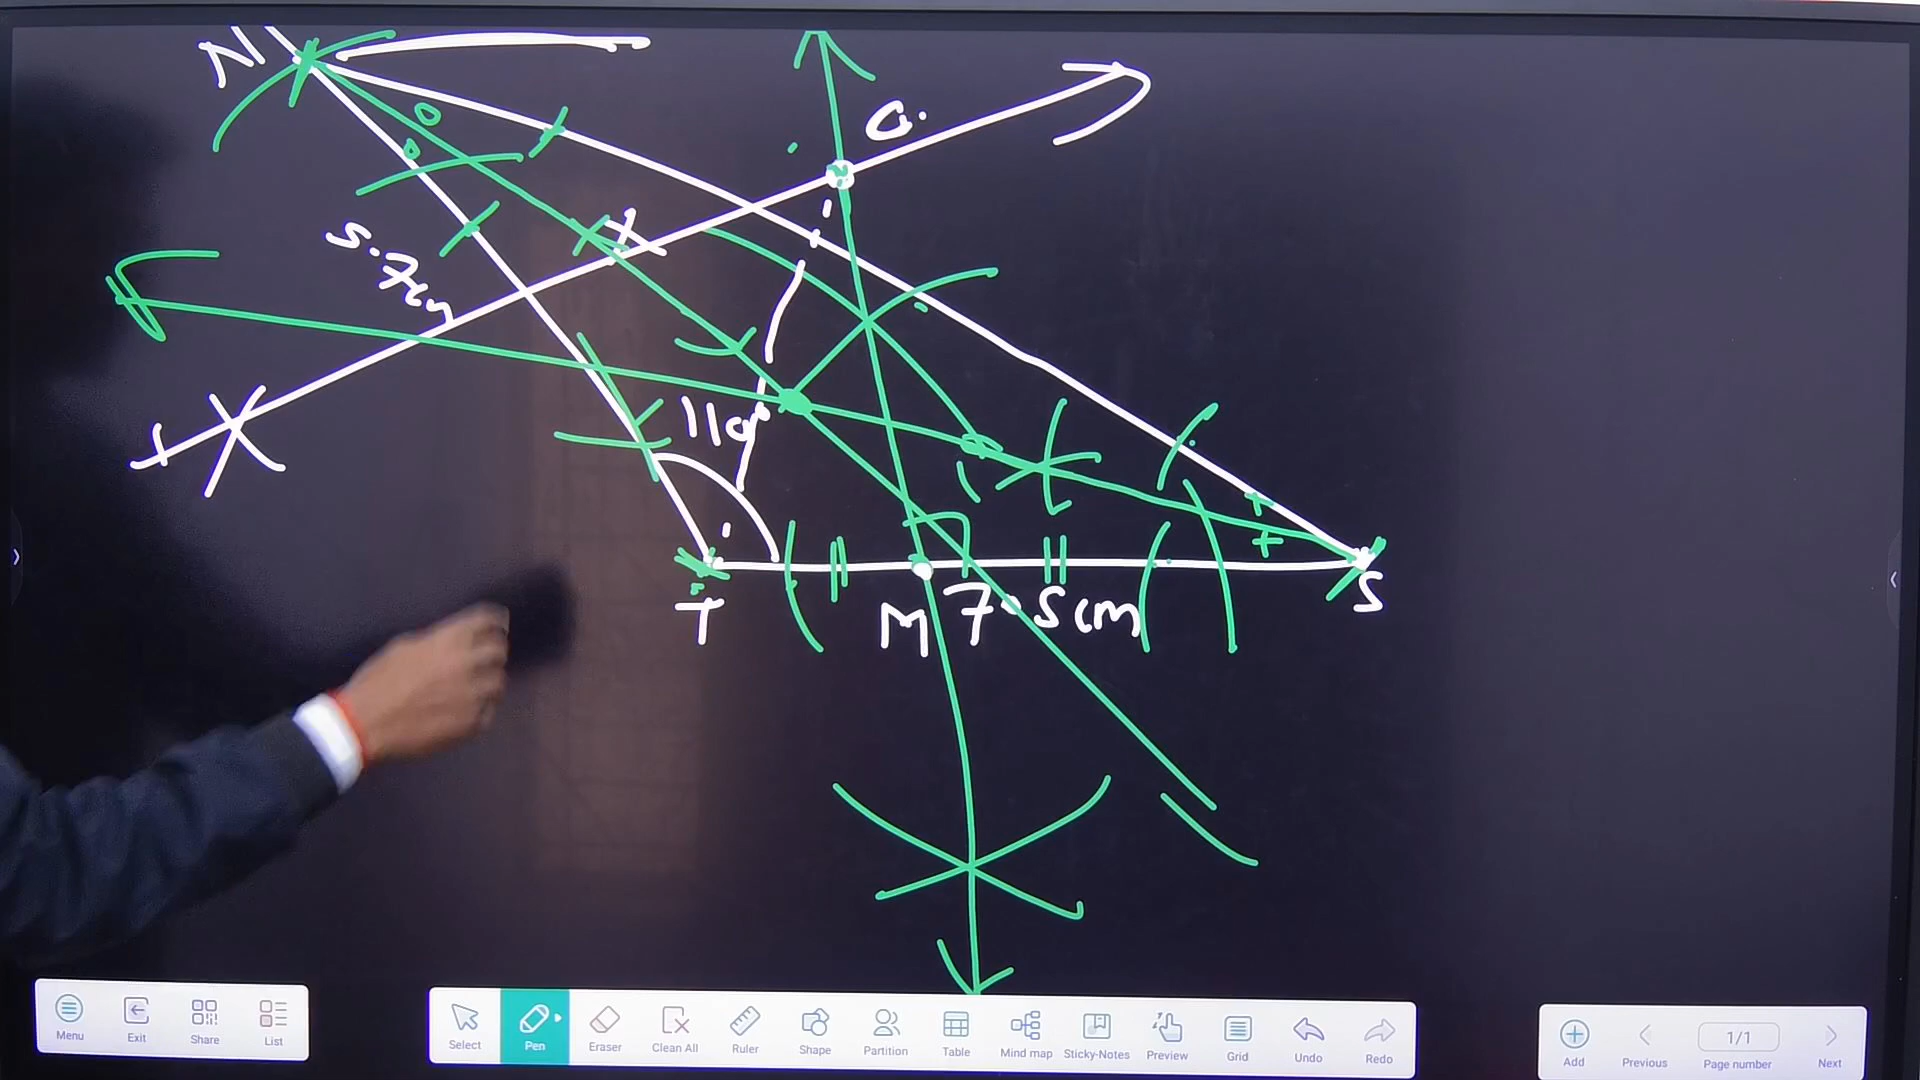 N
C.
5.7cm
110°
T
M
7.5cm
S
Menu
Exit
Share
List
Select
Pen
Eraser
Clean All
Ruler
Shape
Partition
Table
Mind map
Sticky-Notes
Preview
Grid
Undo
Redo
Add
Previous
1/1
Page number
Next